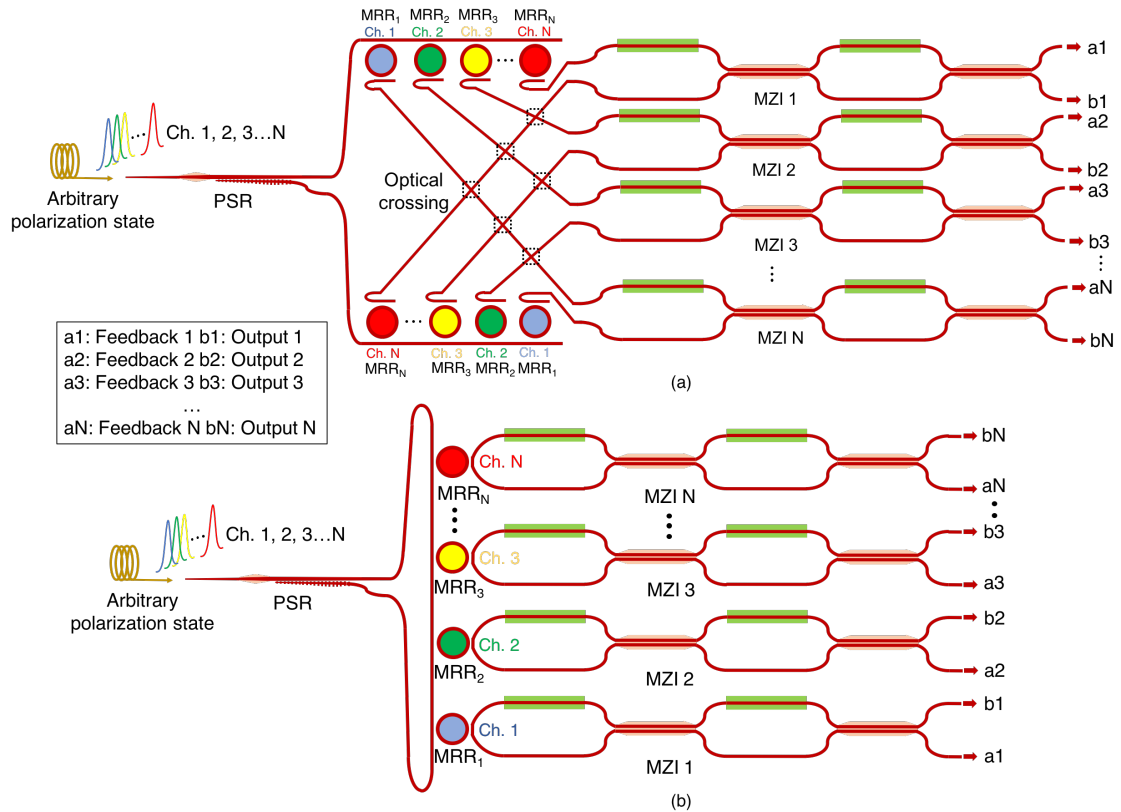 MRR1 MRR2 MRR3 MRRN
Ch. 1 Ch. 2 Ch. 3 Ch. N
...
Ch. 1, 2, 3...N
...
Arbitrary
polarization state
PSR
Optical
crossing
MZI 1
MZI 2
MZI 3
⋮
MZI N
a1
b1
a2
b2
a3
b3
⋮
aN
bN
...
Ch. N Ch. 3 Ch. 2 Ch. 1
MRRN MRR3 MRR2 MRR1
(a)
a1: Feedback 1 b1: Output 1
a2: Feedback 2 b2: Output 2
a3: Feedback 3 b3: Output 3
...
aN: Feedback N bN: Output N
Ch. 1, 2, 3...N
...
Arbitrary
polarization state
PSR
Ch. N
MRRN
⋮
Ch. 3
MRR3
Ch. 2
MRR2
Ch. 1
MRR1
MZI N
⋮
MZI 3
MZI 2
MZI 1
bN
aN
⋮
b3
a3
b2
a2
b1
a1
(b)